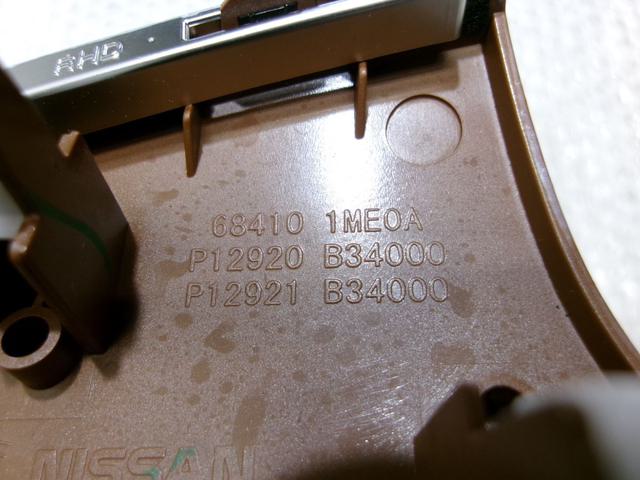 RHD
68410 1ME0A
P12920 B34000
P12921 B34000
NISSAN